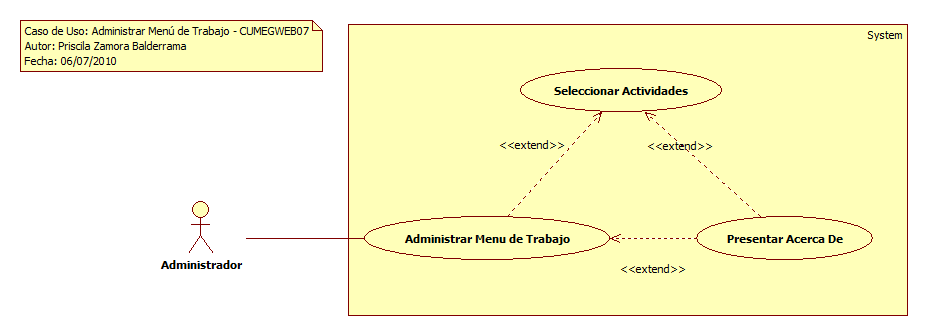 Caso de Uso: Administrar Menú de Trabajo - CUMEGWEB07
Autor: Priscila Zamora Balderrama
Fecha: 06/07/2010
System
Seleccionar Actividades
<<extend>>
<<extend>>
Administrar Menu de Trabajo
Presentar Acerca De
Administrador
<<extend>>